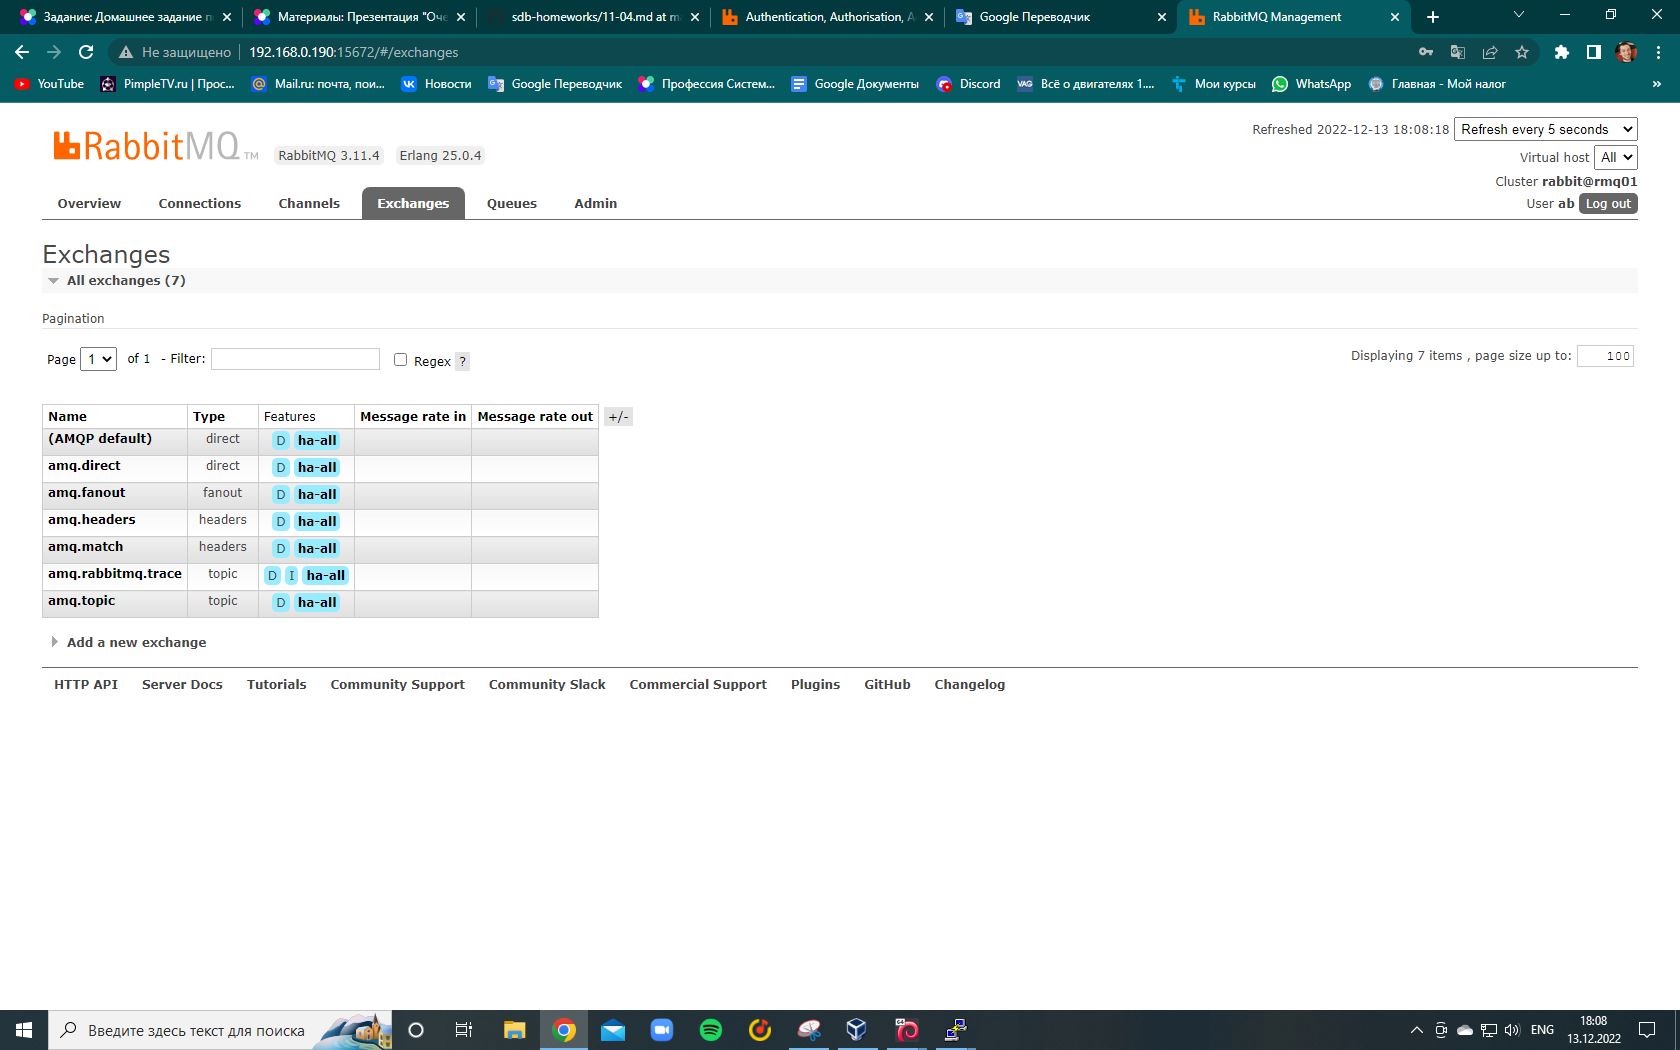 Задание: Домашнее задание п
Материалы: Презентация "Оче
sdb-homeworks/11-04.md at m
Authentication, Authorisation, A
Google Переводчик
RabbitMQ Management
Не защищено
192.168.0.190:15672/#/exchanges
YouTube
PimpleTV.ru | Прос...
Mail.ru: почта, пои...
Новости
Google Переводчик
Профессия Систем...
Google Документы
Discord
Всё о двигателях 1....
Мои курсы
WhatsApp
Главная - Мой налог
»
RabbitMQ TM
RabbitMQ 3.11.4 Erlang 25.0.4
Refreshed 2022-12-13 18:08:18 Refresh every 5 seconds
Virtual host All
Cluster rabbit@rmq01
User ab Log out
Overview Connections Channels Exchanges Queues Admin
Exchanges
All exchanges (7)
Pagination
Page 1 of 1 - Filter: Regex ?
Displaying 7 items , page size up to: 100
Name Type Features Message rate in Message rate out +/-
(AMQP default) direct D ha-all
amq.direct direct D ha-all
amq.fanout fanout D ha-all
amq.headers headers D ha-all
amq.match headers D ha-all
amq.rabbitmq.trace topic D I ha-all
amq.topic topic D ha-all
Add a new exchange
HTTP API Server Docs Tutorials Community Support Community Slack Commercial Support Plugins GitHub Changelog
Введите здесь текст для поиска
ENG
18:08
13.12.2022